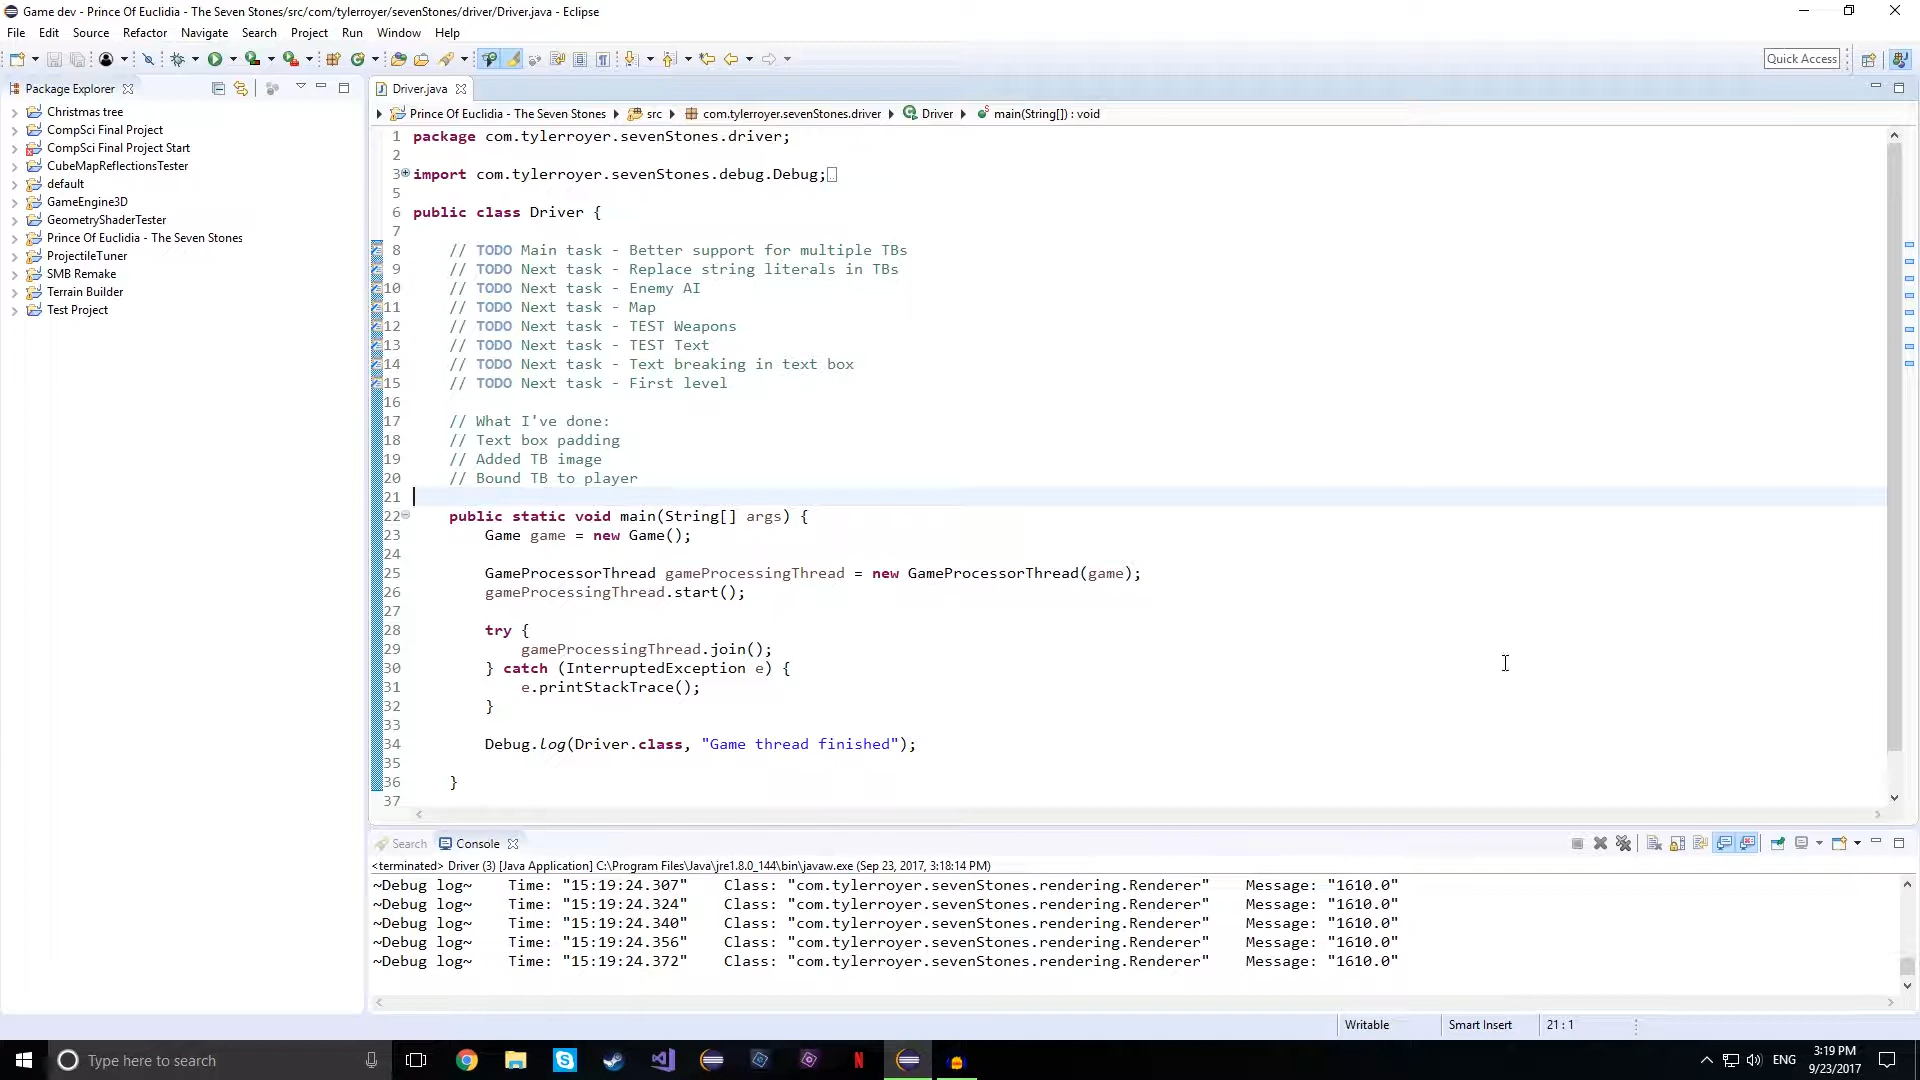 Game dev - Prince Of Euclidia - The Seven Stones/src/com/tylerroyer/sevenStones/driver/Driver.java - Eclipse
File Edit Source Refactor Navigate Search Project Run Window Help
Quick Access
Package Explorer
Christmas tree
CompSci Final Project
CompSci Final Project Start
CubeMapReflectionsTester
default
GameEngine3D
GeometryShaderTester
Prince Of Euclidia - The Seven Stones
ProjectileTuner
SMB Remake
Terrain Builder
Test Project
Driver.java
Prince Of Euclidia - The Seven Stones src com.tylerroyer.sevenStones.driver Driver main(String[]) : void
1 package com.tylerroyer.sevenStones.driver;
2
3 import com.tylerroyer.sevenStones.debug.Debug;
5
6 public class Driver {
7
8 // TODO Main task - Better support for multiple TBs
9 // TODO Next task - Replace string literals in TBs
10 // TODO Next task - Enemy AI
11 // TODO Next task - Map
12 // TODO Next task - TEST Weapons
13 // TODO Next task - TEST Text
14 // TODO Next task - Text breaking in text box
15 // TODO Next task - First level
16
17 // What I've done:
18 // Text box padding
19 // Added TB image
20 // Bound TB to player
21
22 public static void main(String[] args) {
23 Game game = new Game();
24
25 GameProcessorThread gameProcessingThread = new GameProcessorThread(game);
26 gameProcessingThread.start();
27
28 try {
29 gameProcessingThread.join();
30 } catch (InterruptedException e) {
31 e.printStackTrace();
32 }
33
34 Debug.log(Driver.class, "Game thread finished");
35
36 }
37
Search Console
<terminated> Driver (3) [Java Application] C:\Program Files\Java\jre1.8.0_144\bin\javaw.exe (Sep 23, 2017, 3:18:14 PM)
~Debug log~ Time: "15:19:24.307" Class: "com.tylerroyer.sevenStones.rendering.Renderer" Message: "1610.0"
~Debug log~ Time: "15:19:24.324" Class: "com.tylerroyer.sevenStones.rendering.Renderer" Message: "1610.0"
~Debug log~ Time: "15:19:24.340" Class: "com.tylerroyer.sevenStones.rendering.Renderer" Message: "1610.0"
~Debug log~ Time: "15:19:24.356" Class: "com.tylerroyer.sevenStones.rendering.Renderer" Message: "1610.0"
~Debug log~ Time: "15:19:24.372" Class: "com.tylerroyer.sevenStones.rendering.Renderer" Message: "1610.0"
Writable Smart Insert 21 : 1
Type here to search
ENG
3:19 PM
9/23/2017